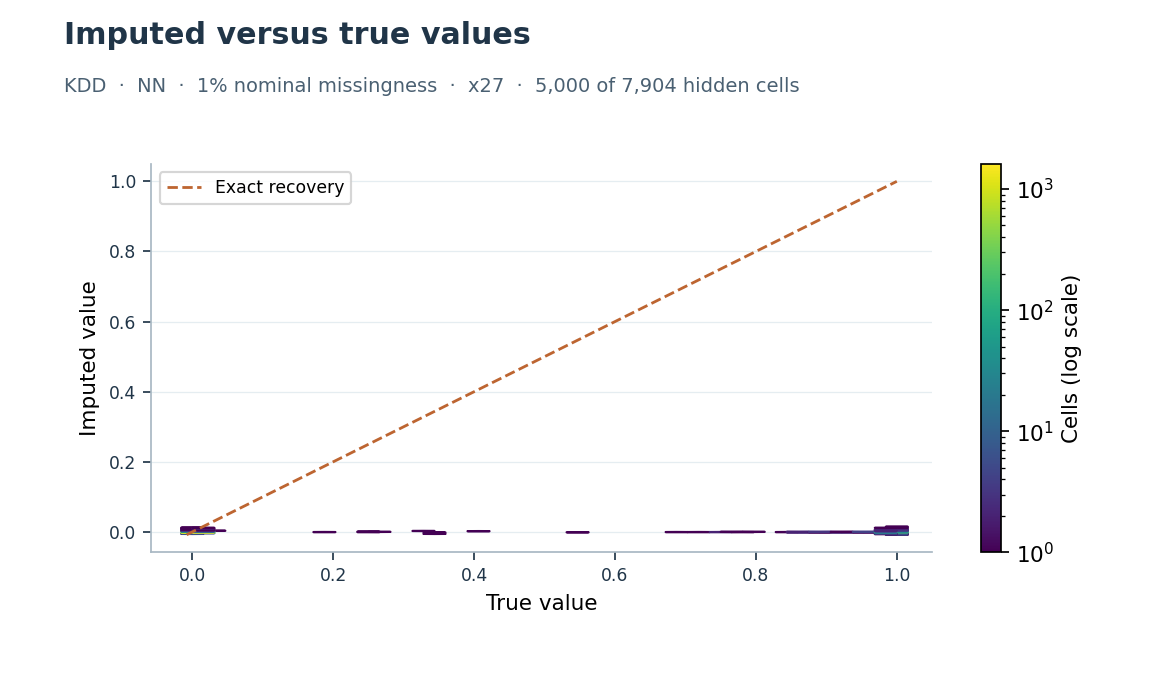 Imputed versus true values
KDD · NN · 1% nominal missingness · x27 · 5,000 of 7,904 hidden cells
Exact recovery
Imputed value
1.0
0.8
0.6
0.4
0.2
0.0
0.0 0.2 0.4 0.6 0.8 1.0
True value
10³
10²
10¹
10⁰
Cells (log scale)